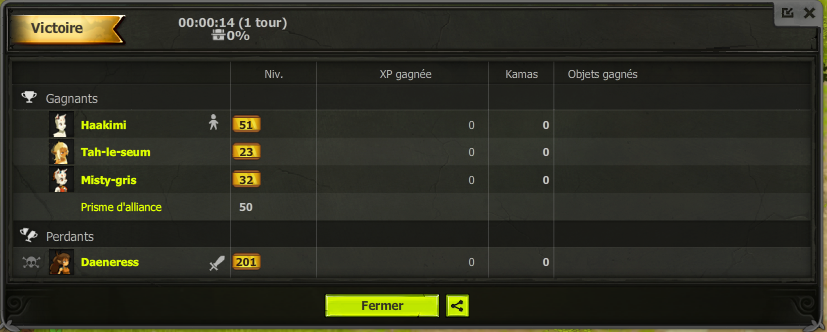 Victoire
00:00:14 (1 tour)
0%
Niv. XP gagnée Kamas Objets gagnés
Gagnants
Haakimi 51 0 0
Tah-le-seum 23 0 0
Misty-gris 32 0 0
Prisme d'alliance 50
Perdants
Daeneress 201 0 0
Fermer